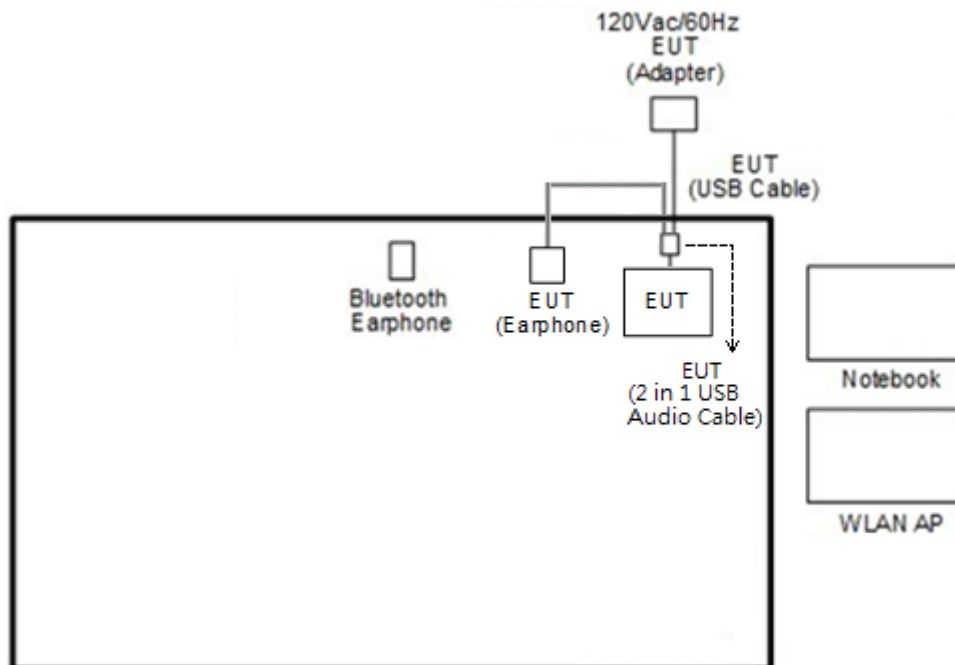 120Vac/60Hz
EUT
(Adapter)
EUT
(USB Cable)
Bluetooth
Earphone
EUT
(Earphone)
EUT
EUT
(2 in 1 USB
Audio Cable)
Notebook
WLAN AP